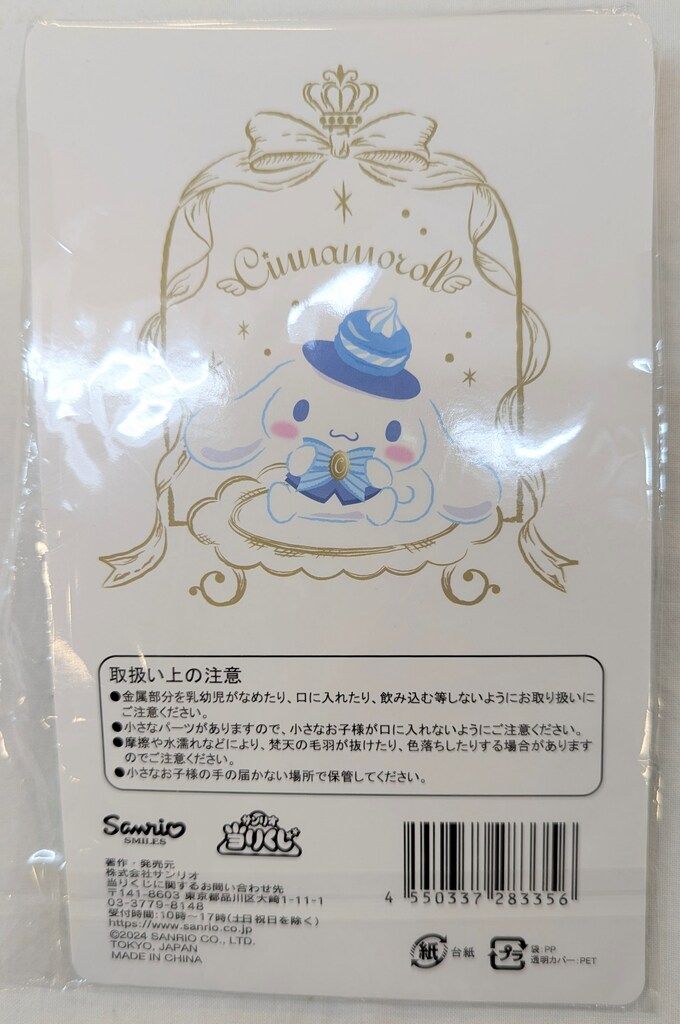 Cinnamoroll
C
取扱い上の注意
●金属部分を乳幼児がなめたり、口に入れたり、飲み込む等しないようにお取り扱いに
ご注意ください。
●小さなパーツがありますので、小さなお子様が口に入れないようにご注意ください。
●摩擦や水濡れなどにより、梵天の毛羽が抜けたり、色落ちしたりする場合があります
のでご注意ください。
●小さなお子様の手の届かない場所で保管してください。
Sanrio
SMILES
サンリオ
当りくじ
著作・発売元
株式会社サンリオ
当りくじに関するお問い合わせ先
〒141-8603 東京都品川区大崎1-11-1
03-3779-8148
受付時間:10時～17時(土日祝日を除く)
https://www.sanrio.co.jp
©2024 SANRIO CO., LTD.
TOKYO, JAPAN
MADE IN CHINA
4 550337 283356
紙 台紙
プラ 袋:PP
透明カバー:PET